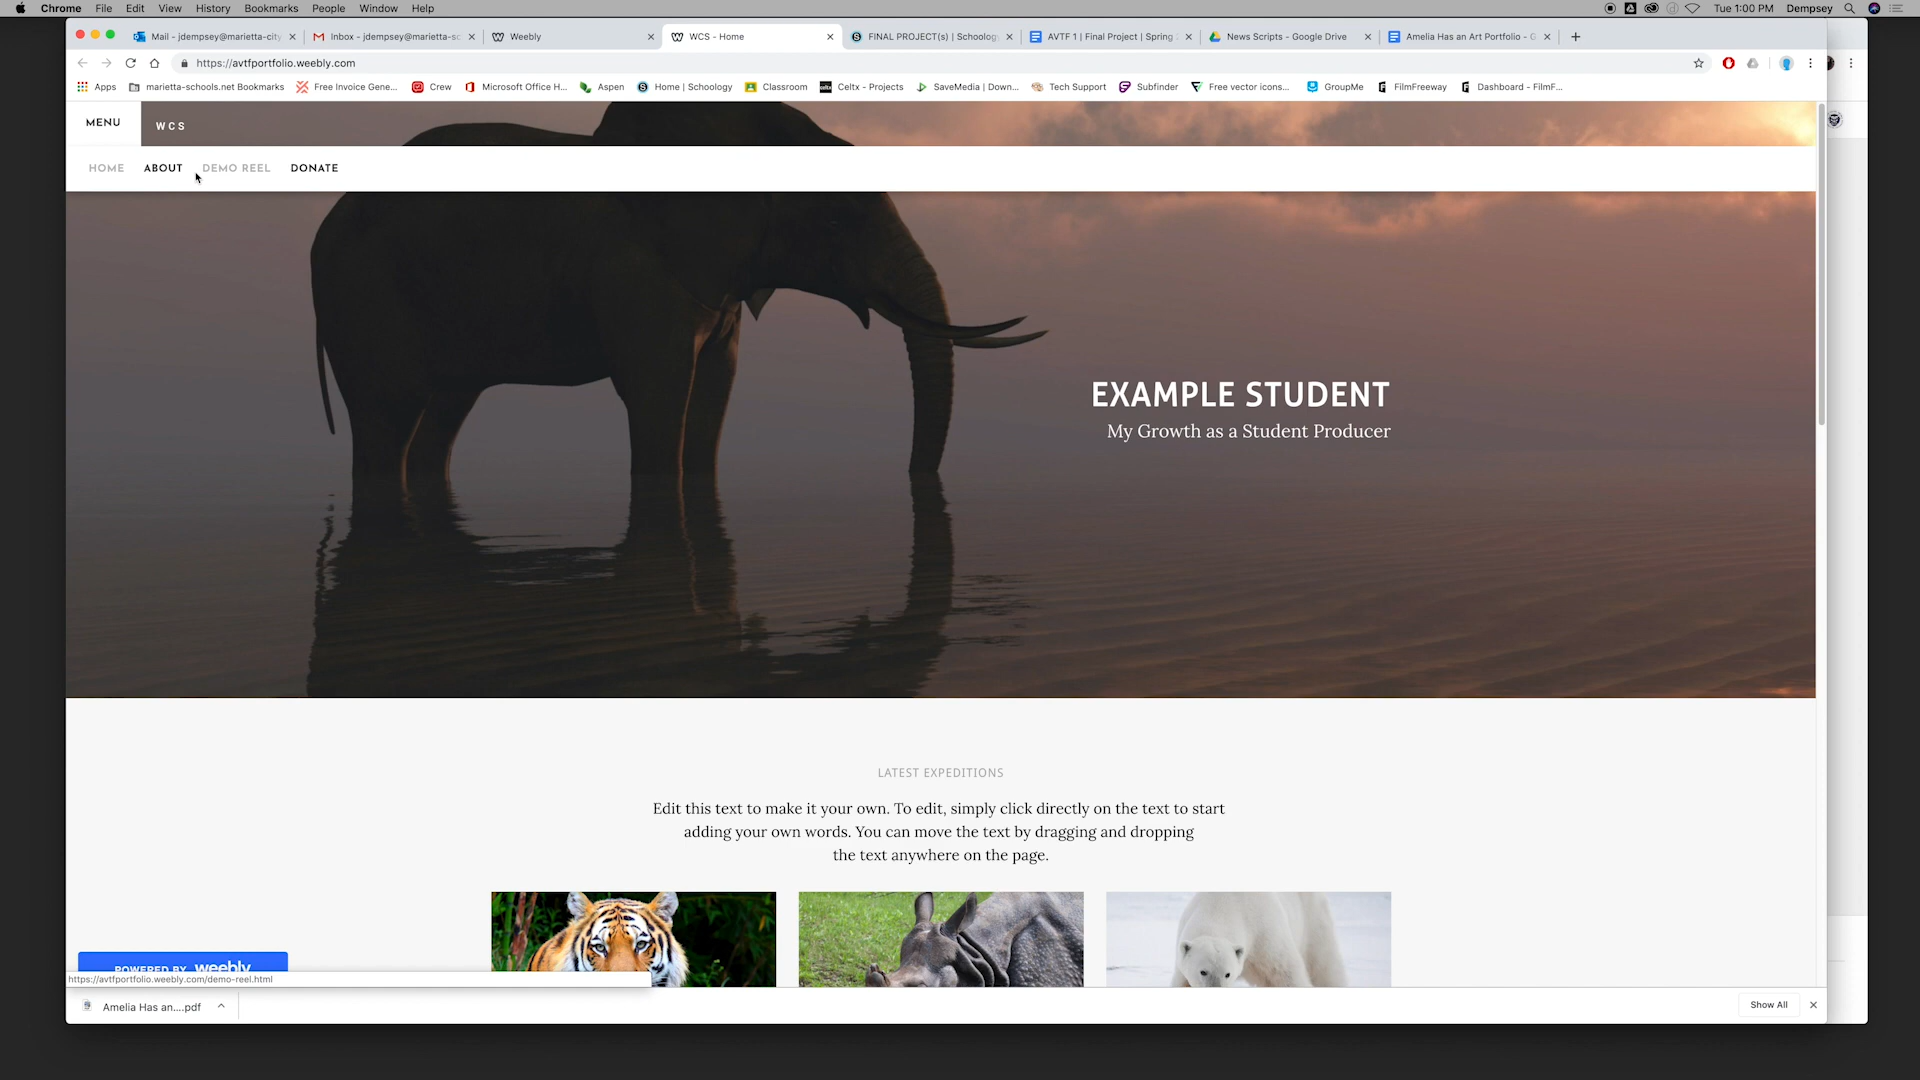 Chrome File Edit View History Bookmarks People Window Help Tue 1:00 PM Dempsey
Mail - jdempsey@marietta-city Inbox - jdempsey@marietta-sc Weebly WCS - Home FINAL PROJECT(s) | Schoology AVTF 1 | Final Project | Spring News Scripts - Google Drive Amelia Has an Art Portfolio - G
https://avtfportfolio.weebly.com
Apps marietta-schools.net Bookmarks Free Invoice Gene... Crew Microsoft Office H... Aspen Home | Schoology Classroom Celtx - Projects SaveMedia | Down... Tech Support Subfinder Free vector icons... GroupMe FilmFreeway Dashboard - FilmF...
MENU WCS
HOME ABOUT DEMO REEL DONATE
EXAMPLE STUDENT
My Growth as a Student Producer
LATEST EXPEDITIONS
Edit this text to make it your own. To edit, simply click directly on the text to start
adding your own words. You can move the text by dragging and dropping
the text anywhere on the page.
POWERED BY weebly
https://avtfportfolio.weebly.com/demo-reel.html
Amelia Has an....pdf Show All